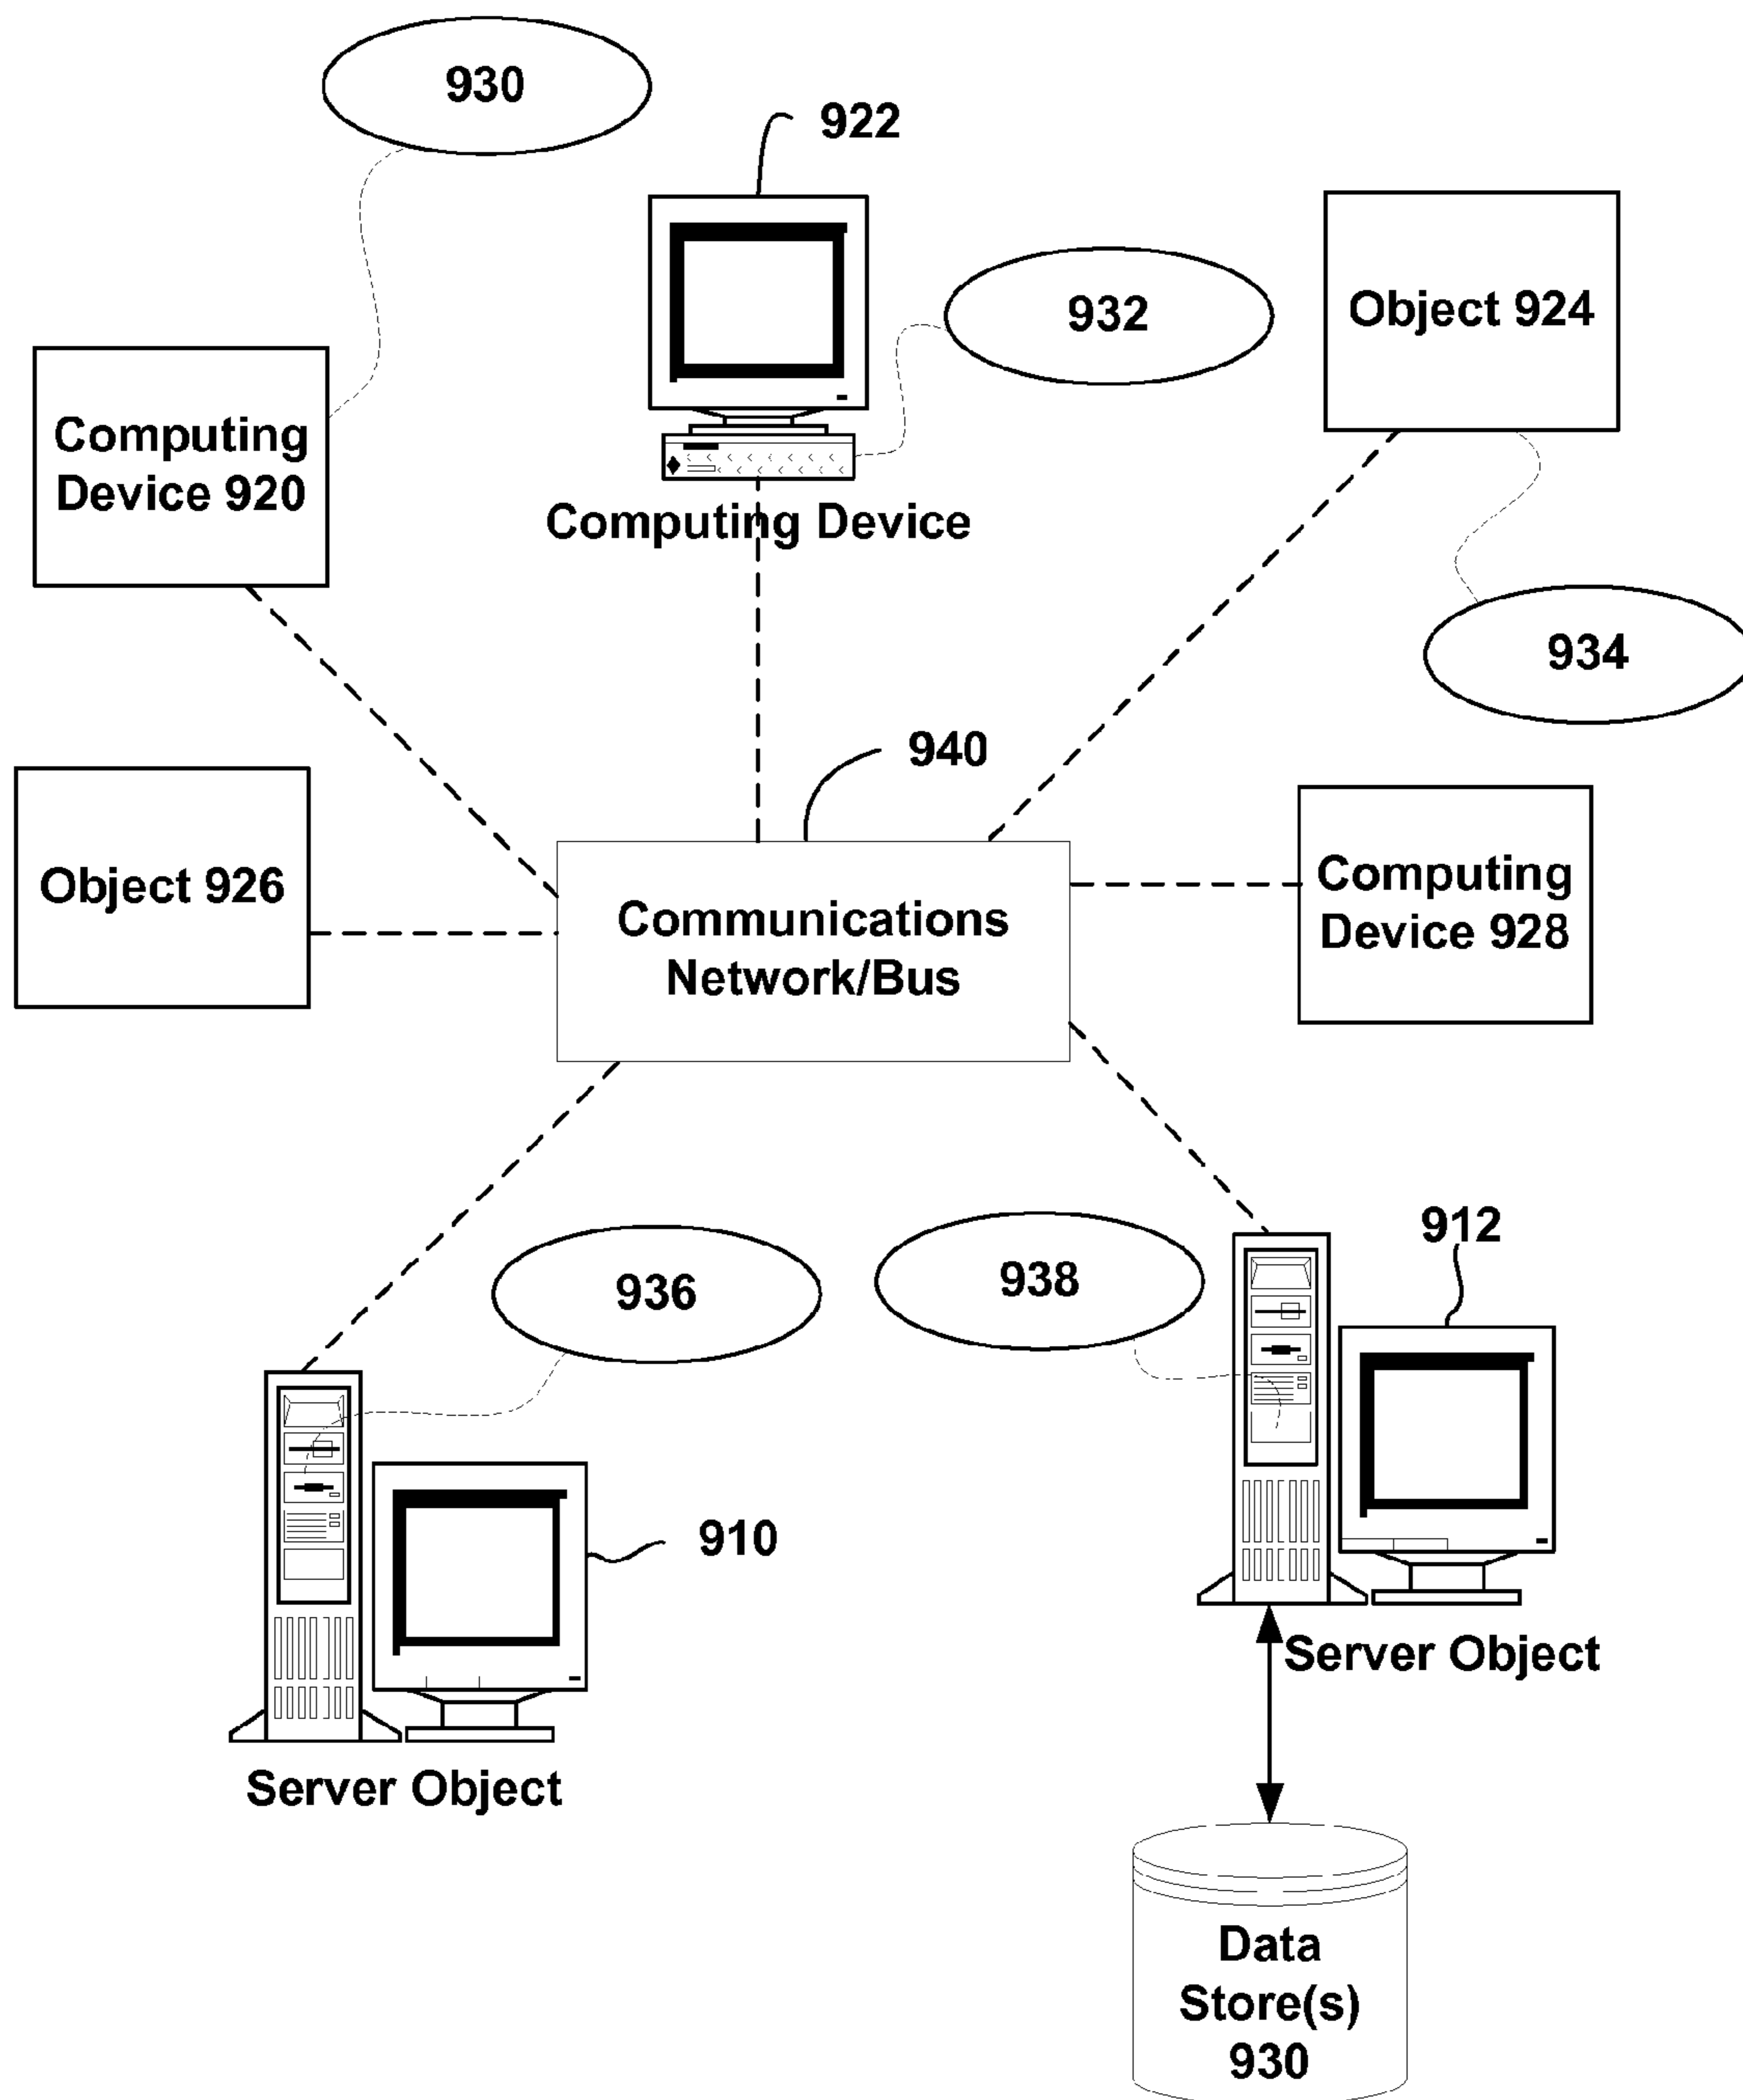 930
922
932
Object 924
Computing
Device 920
Computing Device
934
940
Object 926
Communications
Network/Bus
Computing
Device 928
936
938
912
910
Server Object
Server Object
Data
Store(s)
930